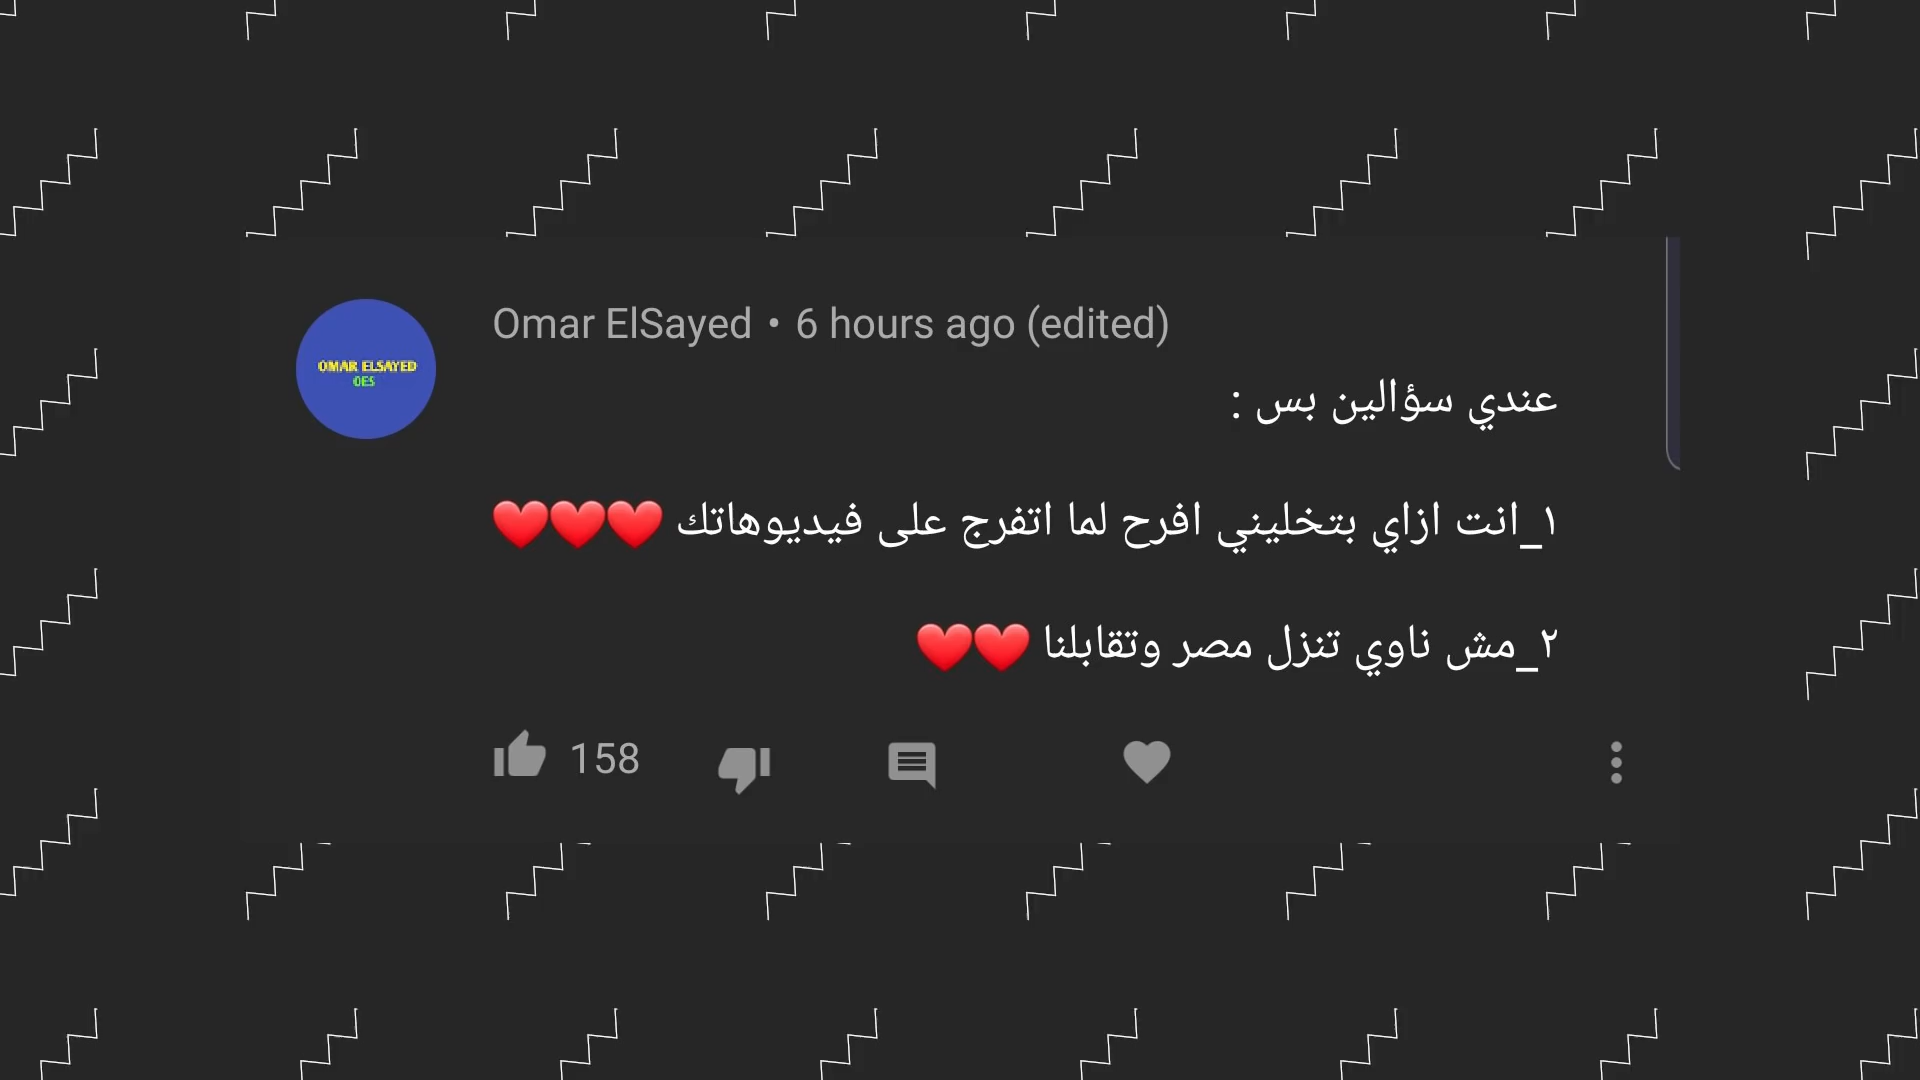 OMAR ELSAYED
OES
Omar ElSayed • 6 hours ago (edited)
عندي سؤالين بس :
١_انت ازاي بتخليني افرح لما اتفرج على فيديوهاتك ❤️❤️❤️
٢_مش ناوي تنزل مصر وتقابلنا ❤️❤️
158